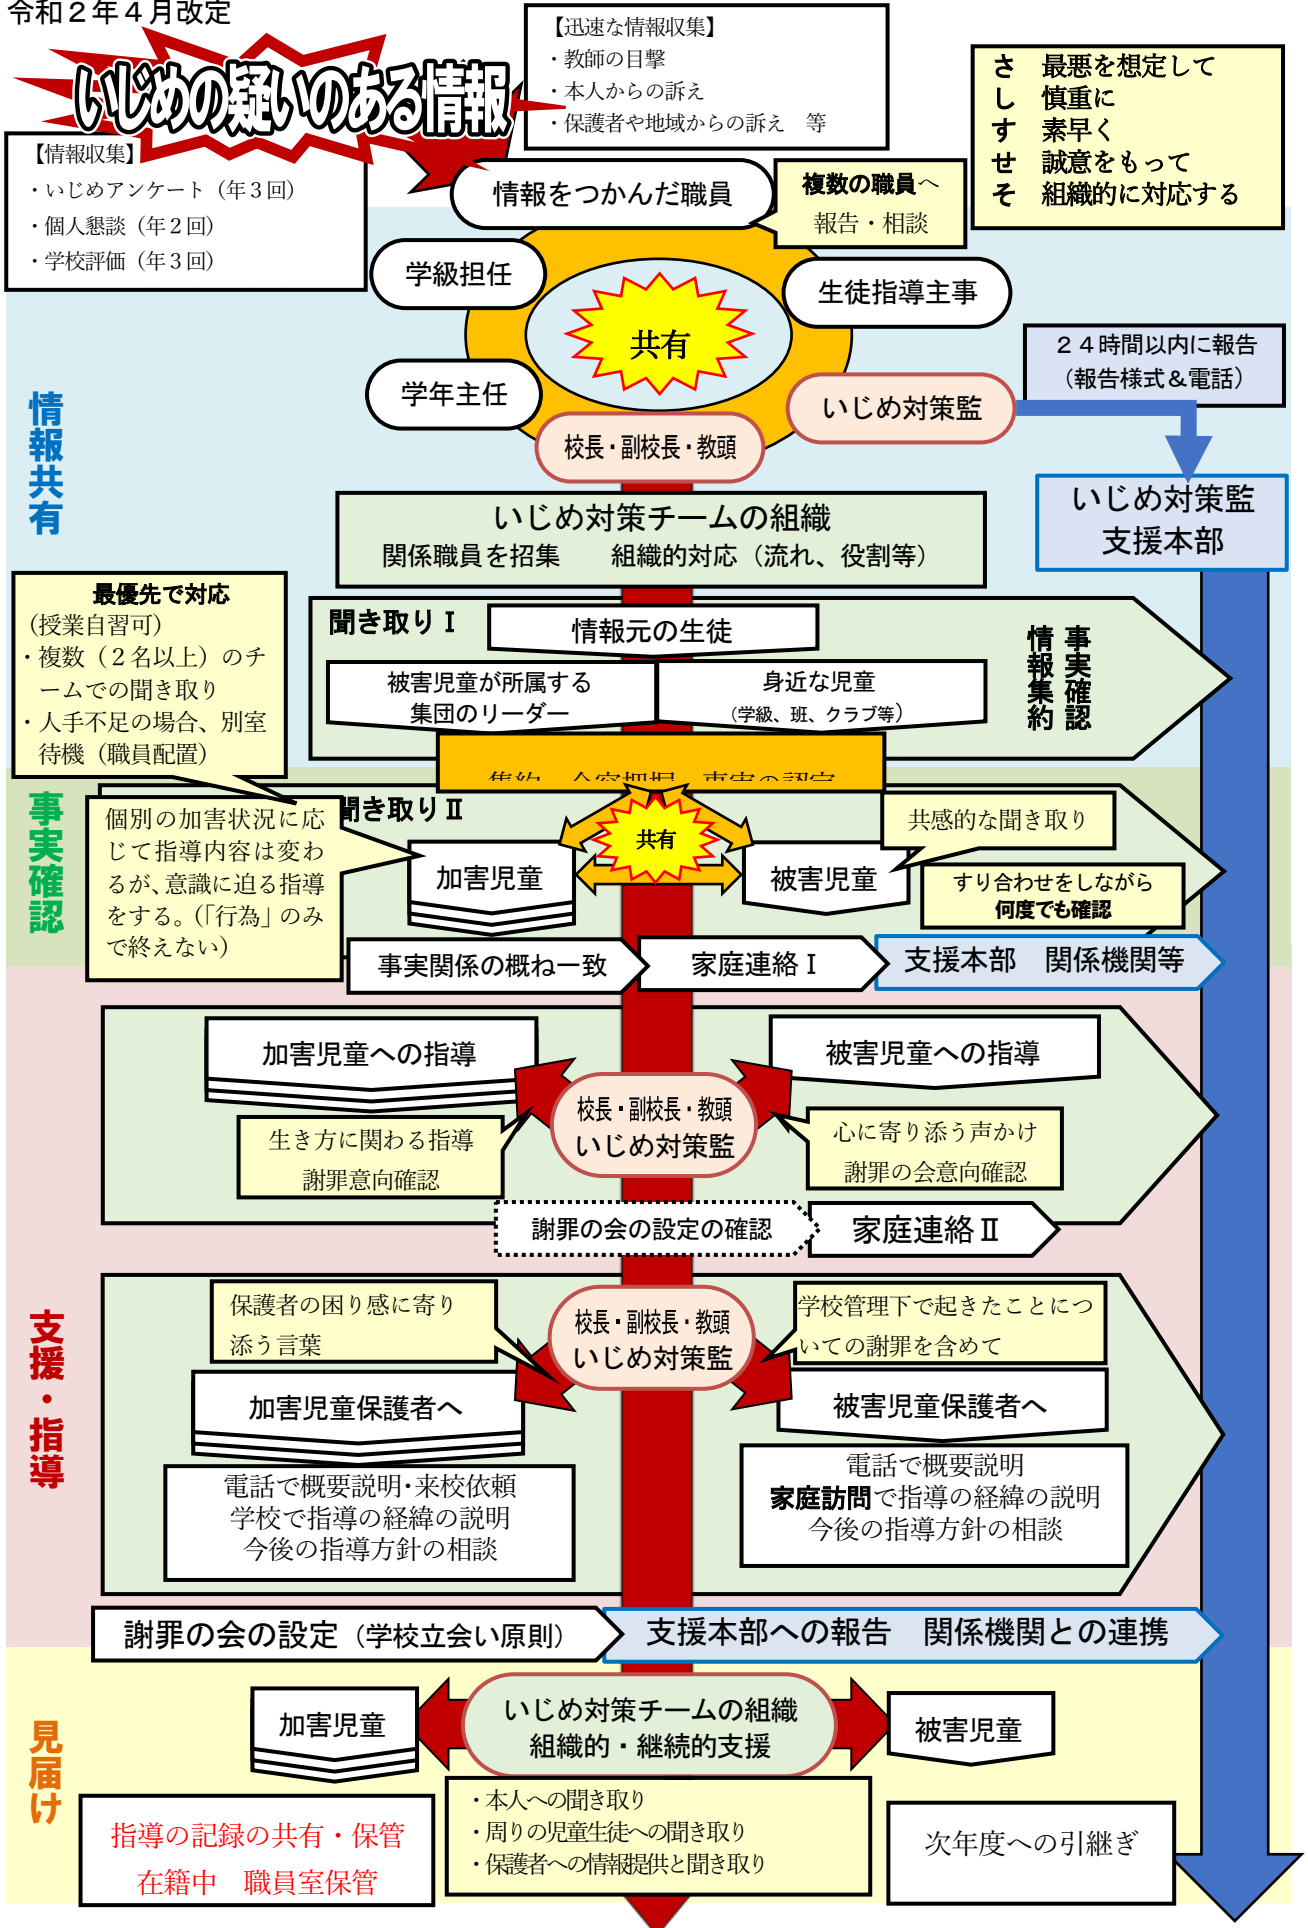 令和２年４月改定
いじめの疑いのある情報
【迅速な情報収集】
・教師の目撃
・本人からの訴え
・保護者や地域からの訴え　等
さ　最悪を想定して
し　慎重に
す　素早く
せ　誠意をもって
そ　組織的に対応する
【情報収集】
・いじめアンケート（年３回）
・個人懇談（年２回）
・学校評価（年３回）
情報をつかんだ職員
複数の職員へ
報告・相談
学級担任
生徒指導主事
共有
学年主任
いじめ対策監
２４時間以内に報告
（報告様式＆電話）
校長・副校長・教頭
情報共有
いじめ対策チームの組織
関係職員を招集　　組織的対応（流れ、役割等）
いじめ対策監
支援本部
最優先で対応
（授業自習可）
・複数（２名以上）のチ
ームでの聞き取り
・人手不足の場合、別室
待機（職員配置）
聞き取りⅠ
情報元の生徒
被害児童が所属する
集団のリーダー
身近な児童
（学級、班、クラブ等）
事実確認
情報集約
集約　全容把握　事実の認定
事実確認
聞き取りⅡ
個別の加害状況に応
じて指導内容は変わ
るが、意識に迫る指導
をする。（「行為」のみ
で終えない）
共有
加害児童
被害児童
共感的な聞き取り
すり合わせをしながら
何度でも確認
事実関係の概ね一致
家庭連絡Ⅰ
支援本部　関係機関等
加害児童への指導
被害児童への指導
校長・副校長・教頭
いじめ対策監
生き方に関わる指導
謝罪意向確認
心に寄り添う声かけ
謝罪の会意向確認
謝罪の会の設定の確認
家庭連絡Ⅱ
支援・指導
保護者の困り感に寄り
添う言葉
校長・副校長・教頭
いじめ対策監
学校管理下で起きたことにつ
いての謝罪を含めて
加害児童保護者へ
被害児童保護者へ
電話で概要説明・来校依頼
学校で指導の経緯の説明
今後の指導方針の相談
電話で概要説明
家庭訪問で指導の経緯の説明
今後の指導方針の相談
謝罪の会の設定（学校立会い原則）
支援本部への報告　関係機関との連携
見届け
加害児童
いじめ対策チームの組織
組織的・継続的支援
被害児童
指導の記録の共有・保管
在籍中　職員室保管
・本人への聞き取り
・周りの児童生徒への聞き取り
・保護者への情報提供と聞き取り
次年度への引継ぎ